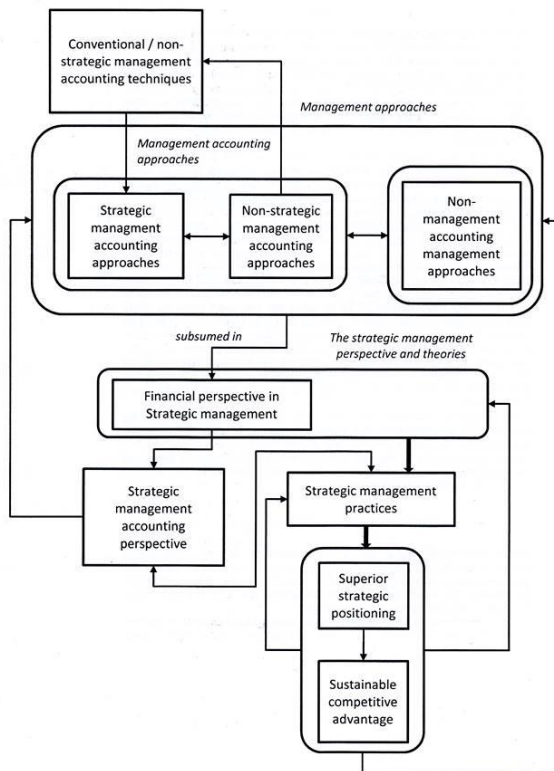 Conventional / non-
strategic management
accounting techniques
Management approaches
Management accounting
approaches
Strategic
managment
accounting
approaches
Non-strategic
management
accounting
approaches
Non-
management
accounting
management
approaches
subsumed in
The strategic management
perspective and theories
Financial perspective in
Strategic management
Strategic
management
accounting
perspective
Strategic management
practices
Superior
strategic
positioning
Sustainable
competitive
advantage